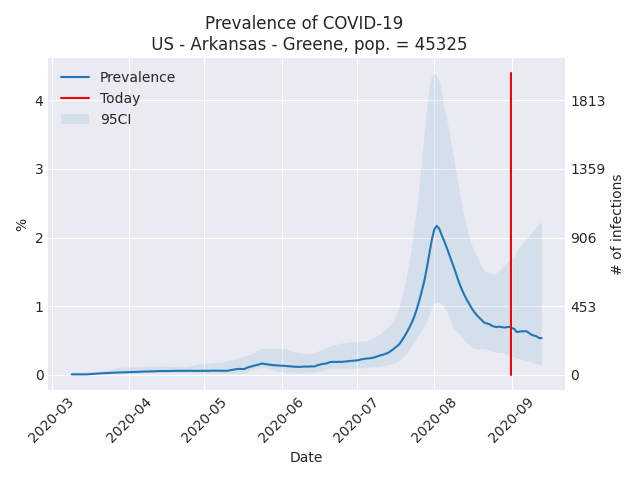 Prevalence of COVID-19
US - Arkansas - Greene, pop. = 45325
Prevalence
Today
95CI
%
4
3
2
1
0
1813
1359
906
453
0
# of infections
2020-03
2020-04
2020-05
2020-06
2020-07
2020-08
2020-09
Date